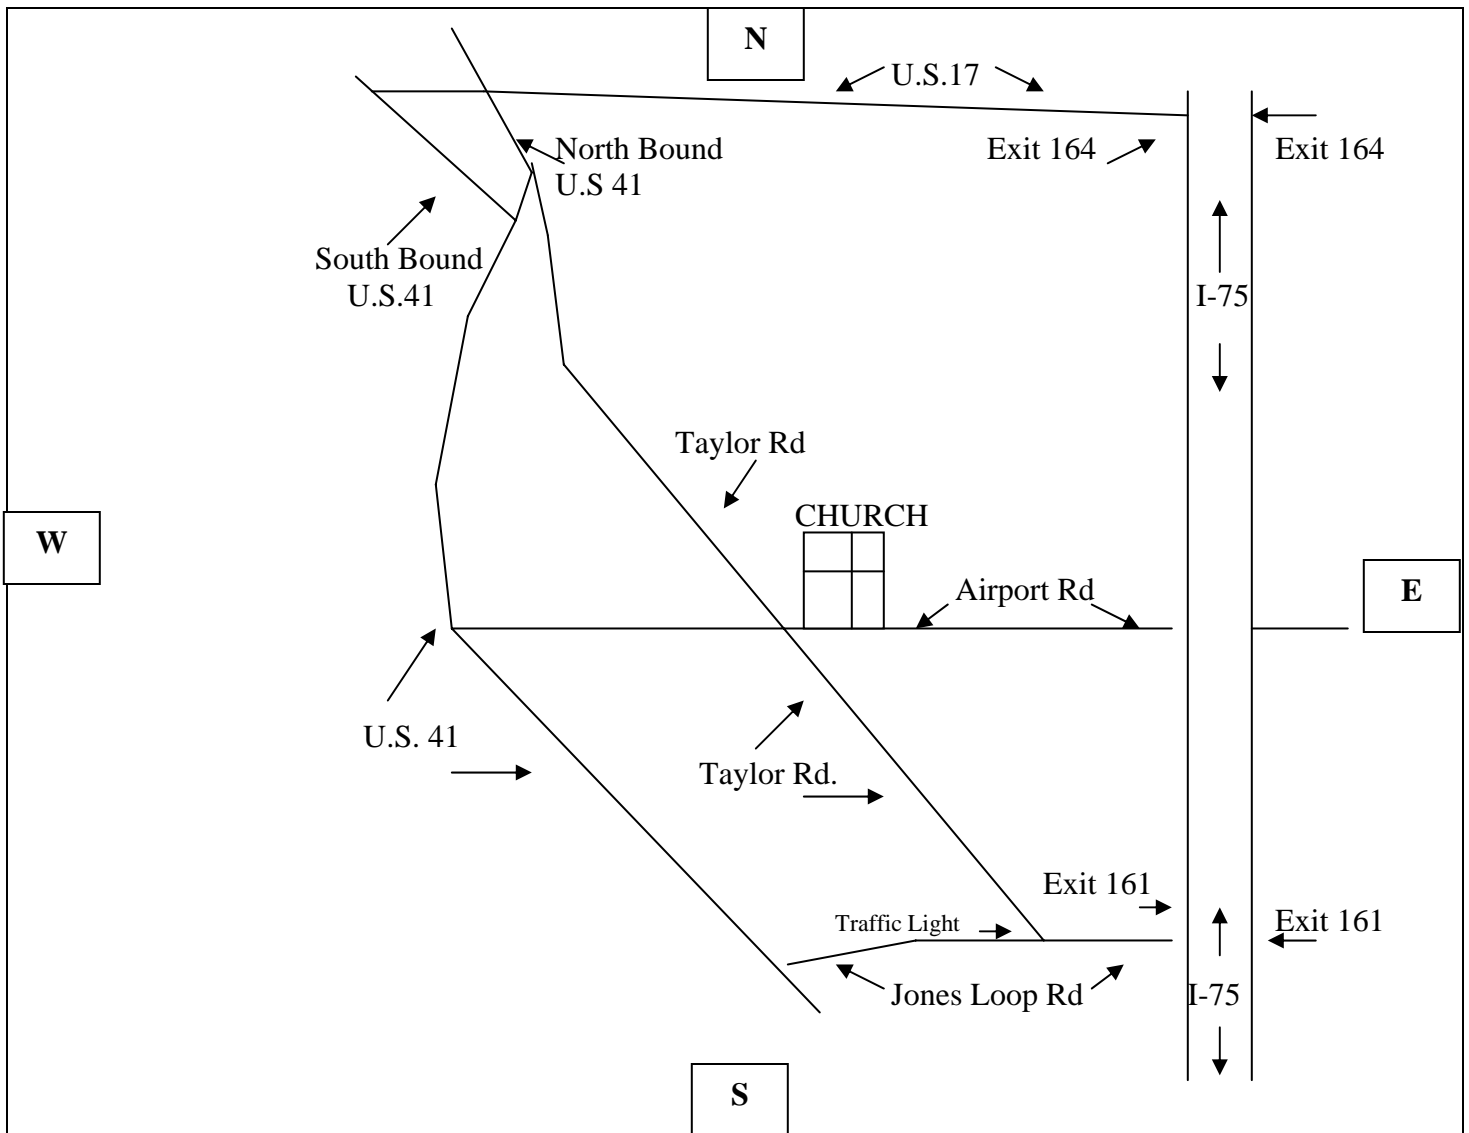 N
U.S.17
North Bound
U.S 41
Exit 164
Exit 164
South Bound
U.S.41
I-75
Taylor Rd
CHURCH
W
Airport Rd
E
U.S. 41
Taylor Rd.
Exit 161
Traffic Light
Exit 161
Jones Loop Rd
I-75
S